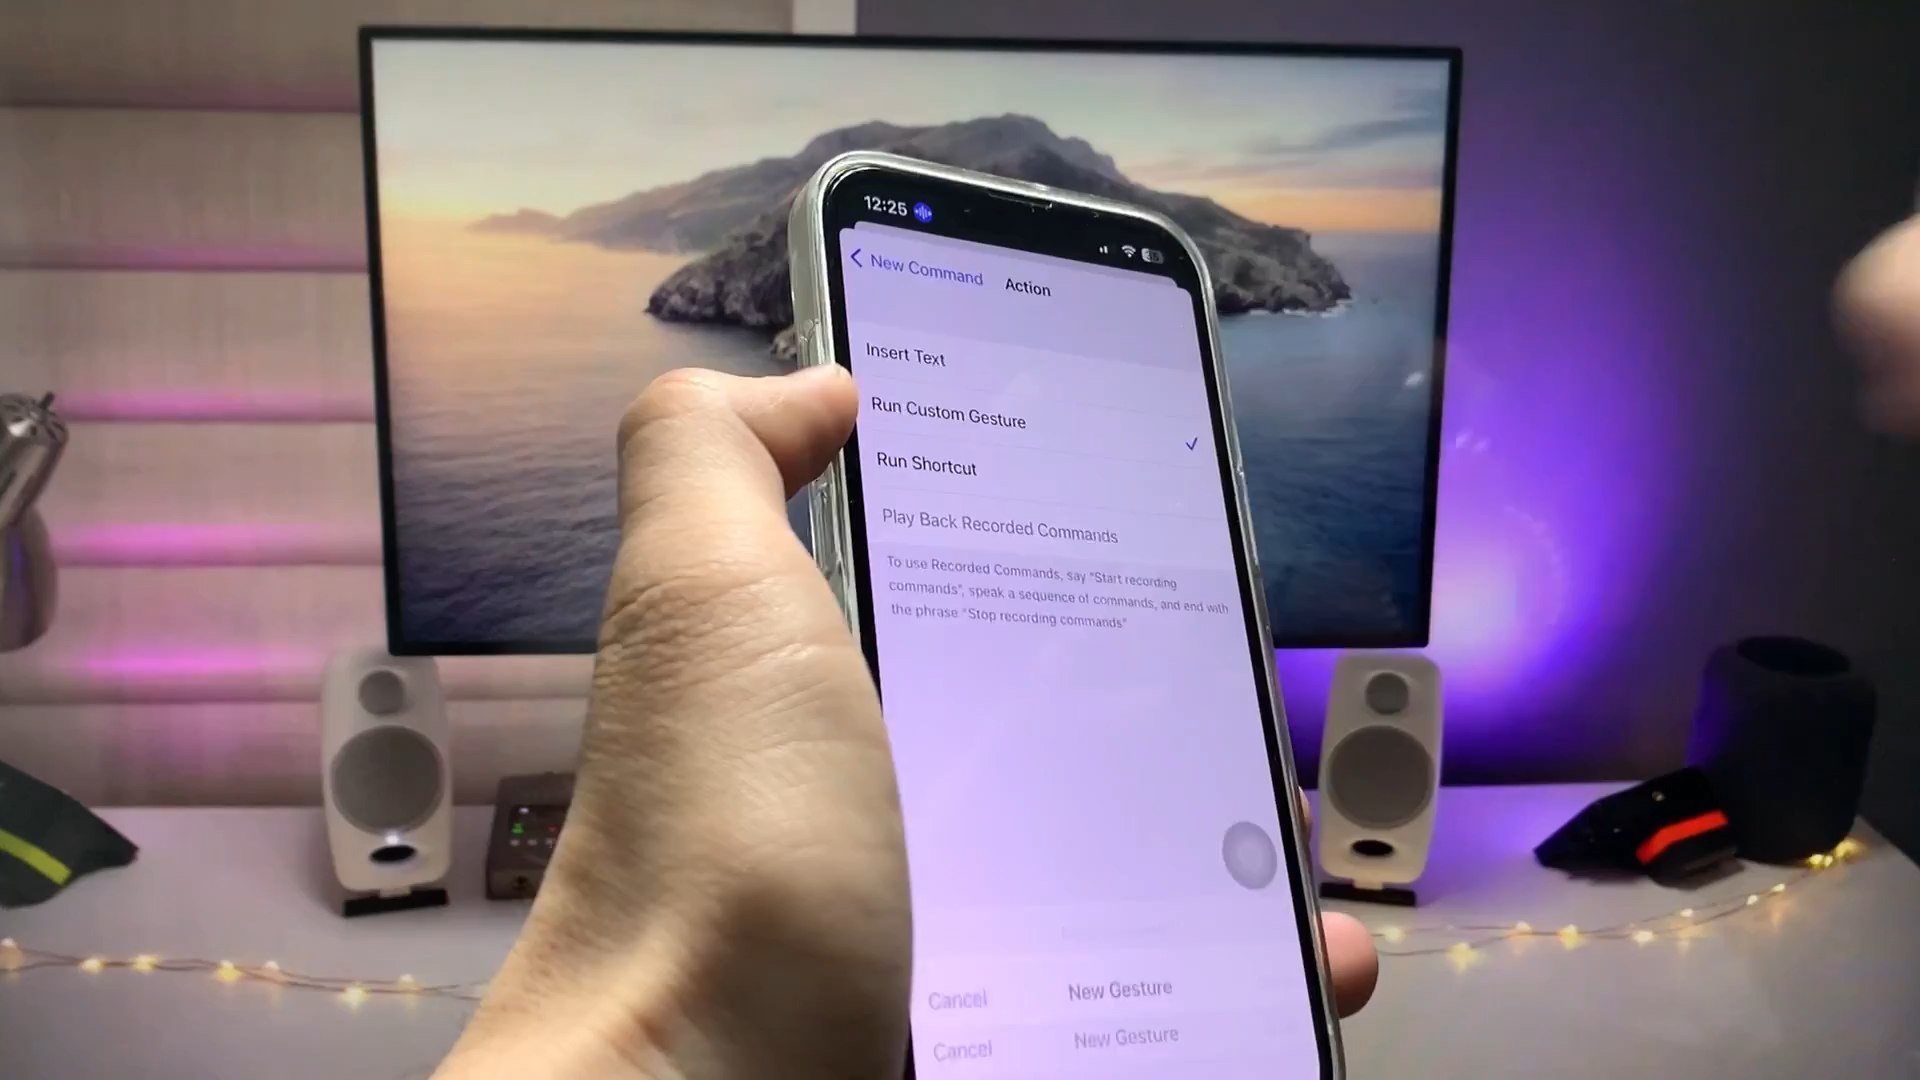 12:25
35
New Command
Action
Insert Text
Run Custom Gesture
Run Shortcut
Play Back Recorded Commands
To use Recorded Commands, say "Start recording
commands", speak a sequence of commands, and end with
the phrase "Stop recording commands"
Cancel
New Gesture
Cancel
New Gesture